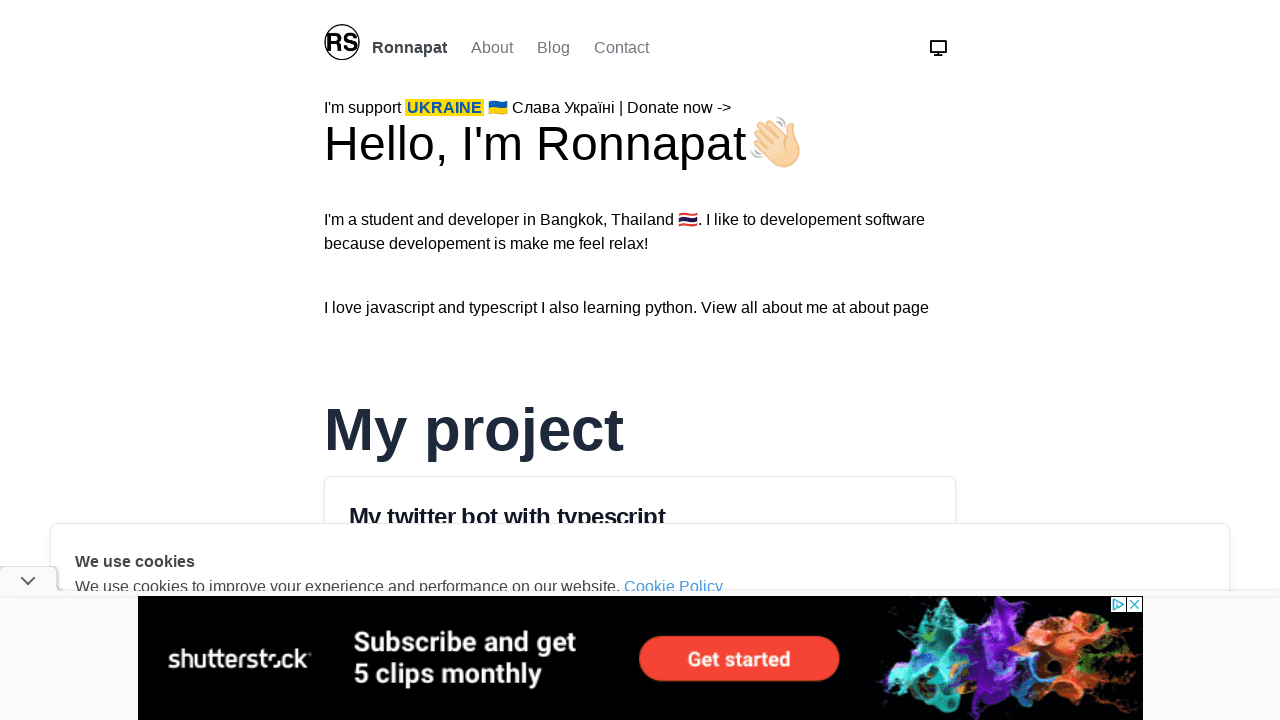 RS Ronnapat About Blog Contact
I'm support UKRAINE 🇺🇦 Слава Україні | Donate now ->
Hello, I'm Ronnapat👋🏻
I'm a student and developer in Bangkok, Thailand 🇹🇭. I like to developement software
because developement is make me feel relax!
I love javascript and typescript I also learning python. View all about me at about page
My project
My twitter bot with typescript
We use cookies
We use cookies to improve your experience and performance on our website. Cookie Policy
shutterstock
Subscribe and get
5 clips monthly
Get started